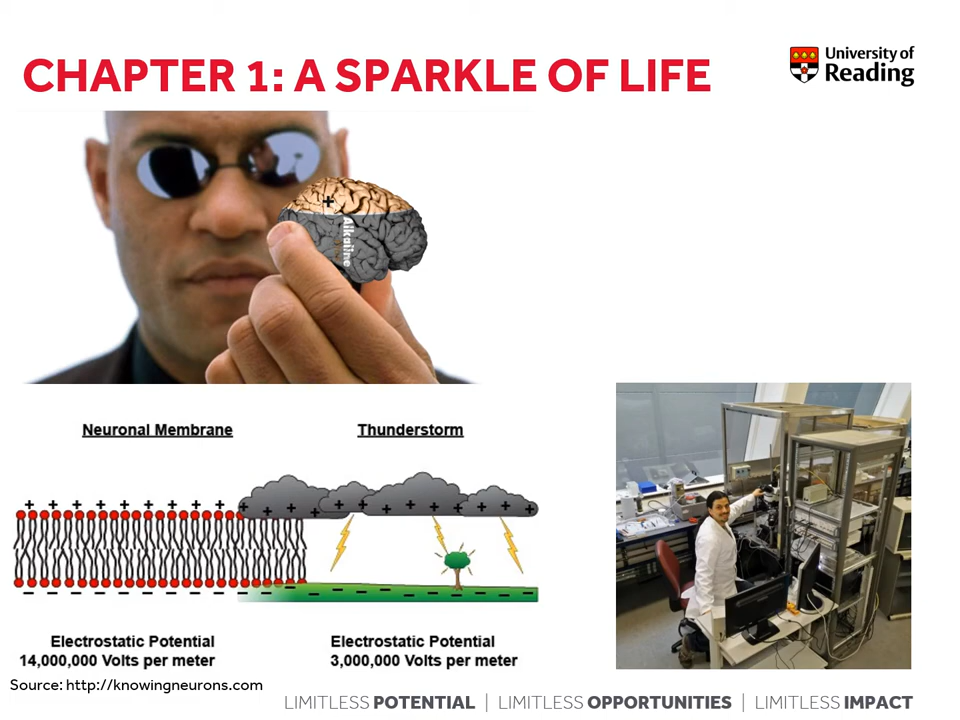 CHAPTER 1: A SPARKLE OF LIFE
University of
Reading
+
Alkaline
Neuronal Membrane
Thunderstorm
+ + + + + + + + + + + + + + + + + + + +
- - - - - - - - - - - - - - - - - - -
Electrostatic Potential
14,000,000 Volts per meter
Electrostatic Potential
3,000,000 Volts per meter
Source: http://knowingneurons.com
LIMITLESS POTENTIAL | LIMITLESS OPPORTUNITIES | LIMITLESS IMPACT